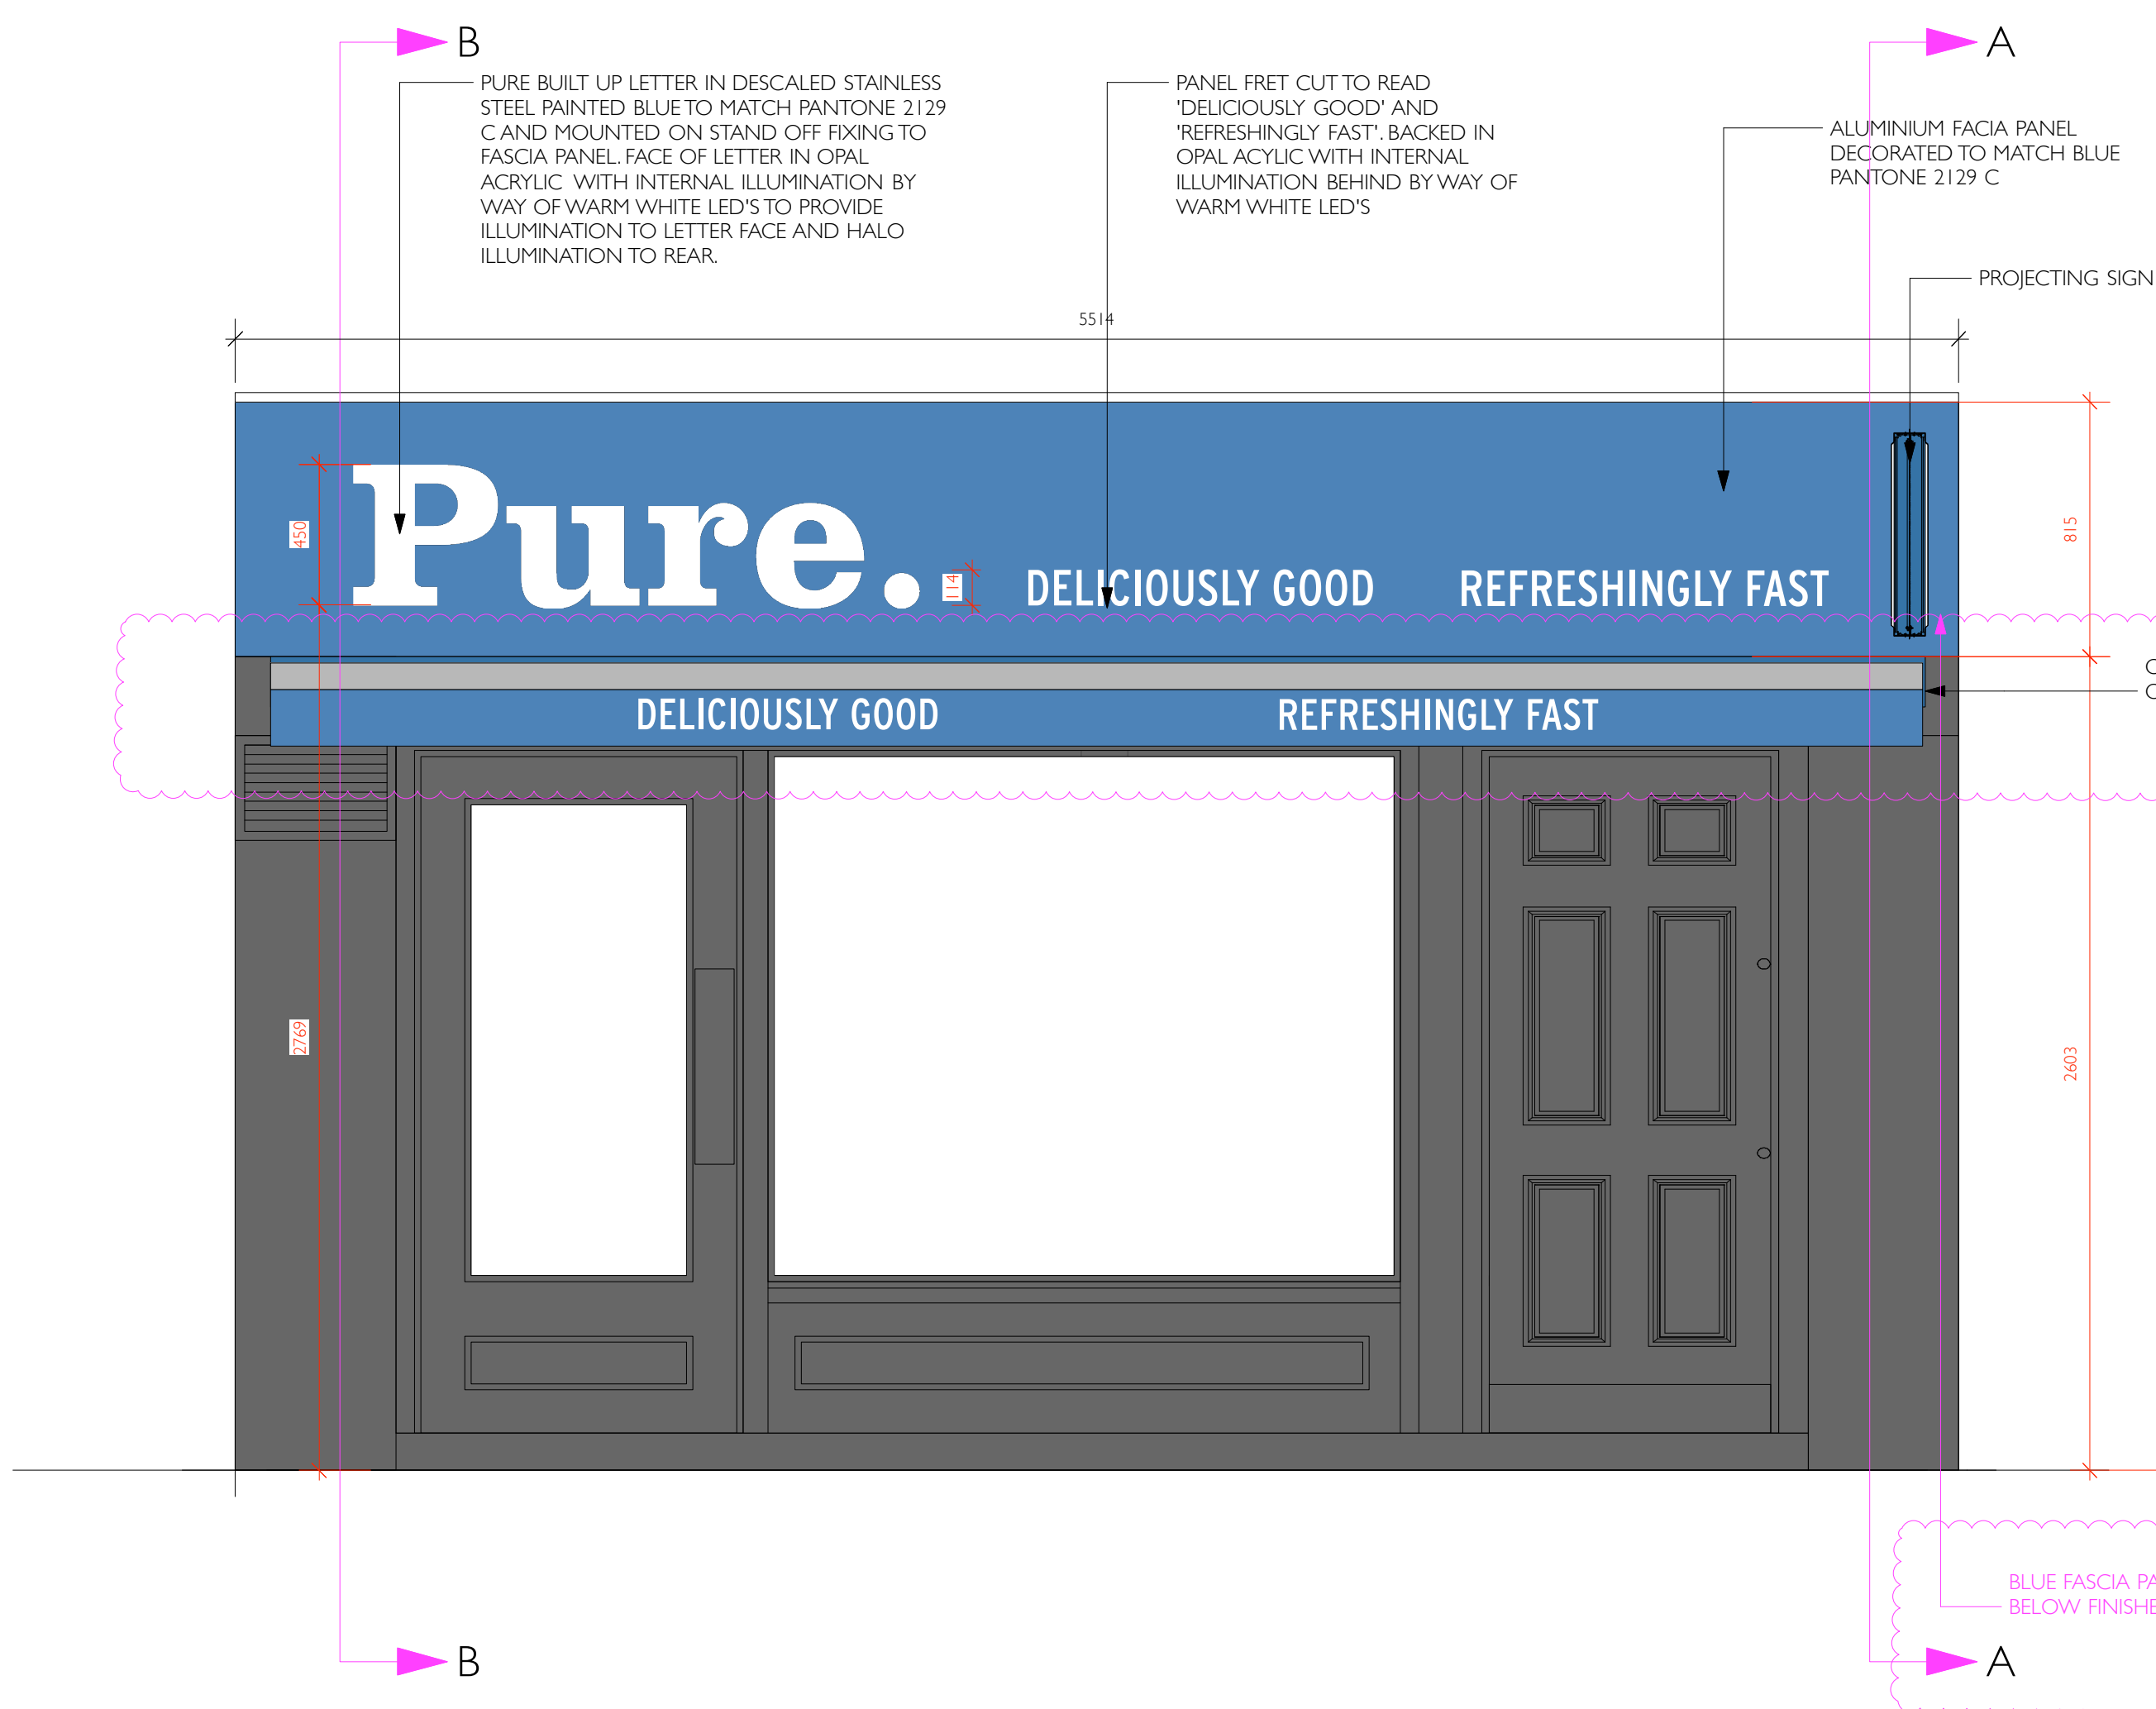 B
A
PURE BUILT UP LETTER IN DESCALED STAINLESS
STEEL PAINTED BLUE TO MATCH PANTONE 2129
C AND MOUNTED ON STAND OFF FIXING TO
FASCIA PANEL. FACE OF LETTER IN OPAL
ACRYLIC WITH INTERNAL ILLUMINATION BY
WAY OF WARM WHITE LED'S TO PROVIDE
ILLUMINATION TO LETTER FACE AND HALO
ILLUMINATION TO REAR.
PANEL FRET CUT TO READ
'DELICIOUSLY GOOD' AND
'REFRESHINGLY FAST'. BACKED IN
OPAL ACYLIC WITH INTERNAL
ILLUMINATION BEHIND BY WAY OF
WARM WHITE LED'S
ALUMINIUM FACIA PANEL
DECORATED TO MATCH BLUE
PANTONE 2129 C
PROJECTING SIGN
5514
450
Pure.
114
DELICIOUSLY GOOD
REFRESHINGLY FAST
815
DELICIOUSLY GOOD
REFRESHINGLY FAST
2769
2603
BLUE FASCIA
BELOW
B
A